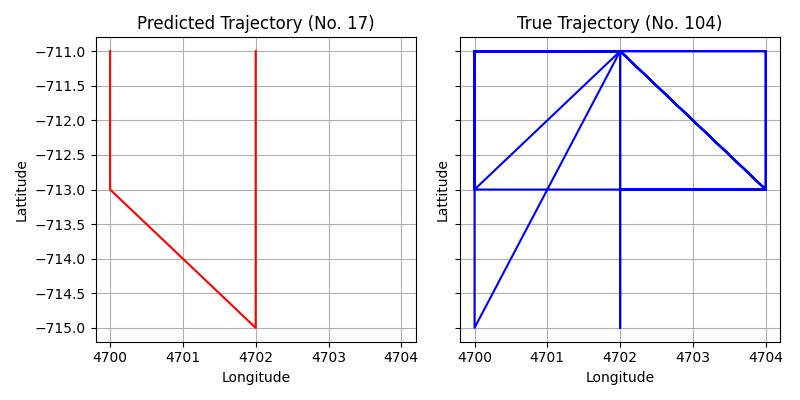 Predicted Trajectory (No. 17)
True Trajectory (No. 104)
Lattitude
−711.0
−711.5
−712.0
−712.5
−713.0
−713.5
−714.0
−714.5
−715.0
4700 4701 4702 4703 4704
Longitude
Lattitude
4700 4701 4702 4703 4704
Longitude